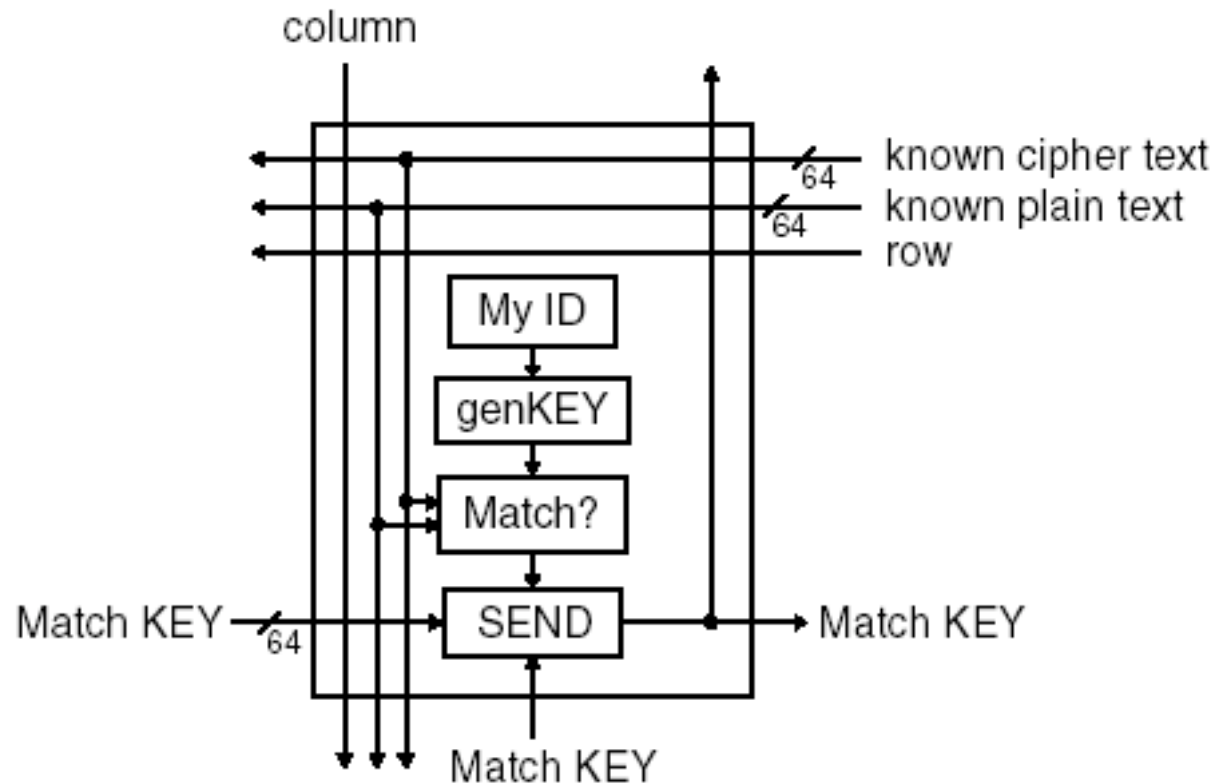 column
known cipher text
64
known plain text
64
row
My ID
genKEY
Match?
Match KEY
64
SEND
Match KEY
Match KEY